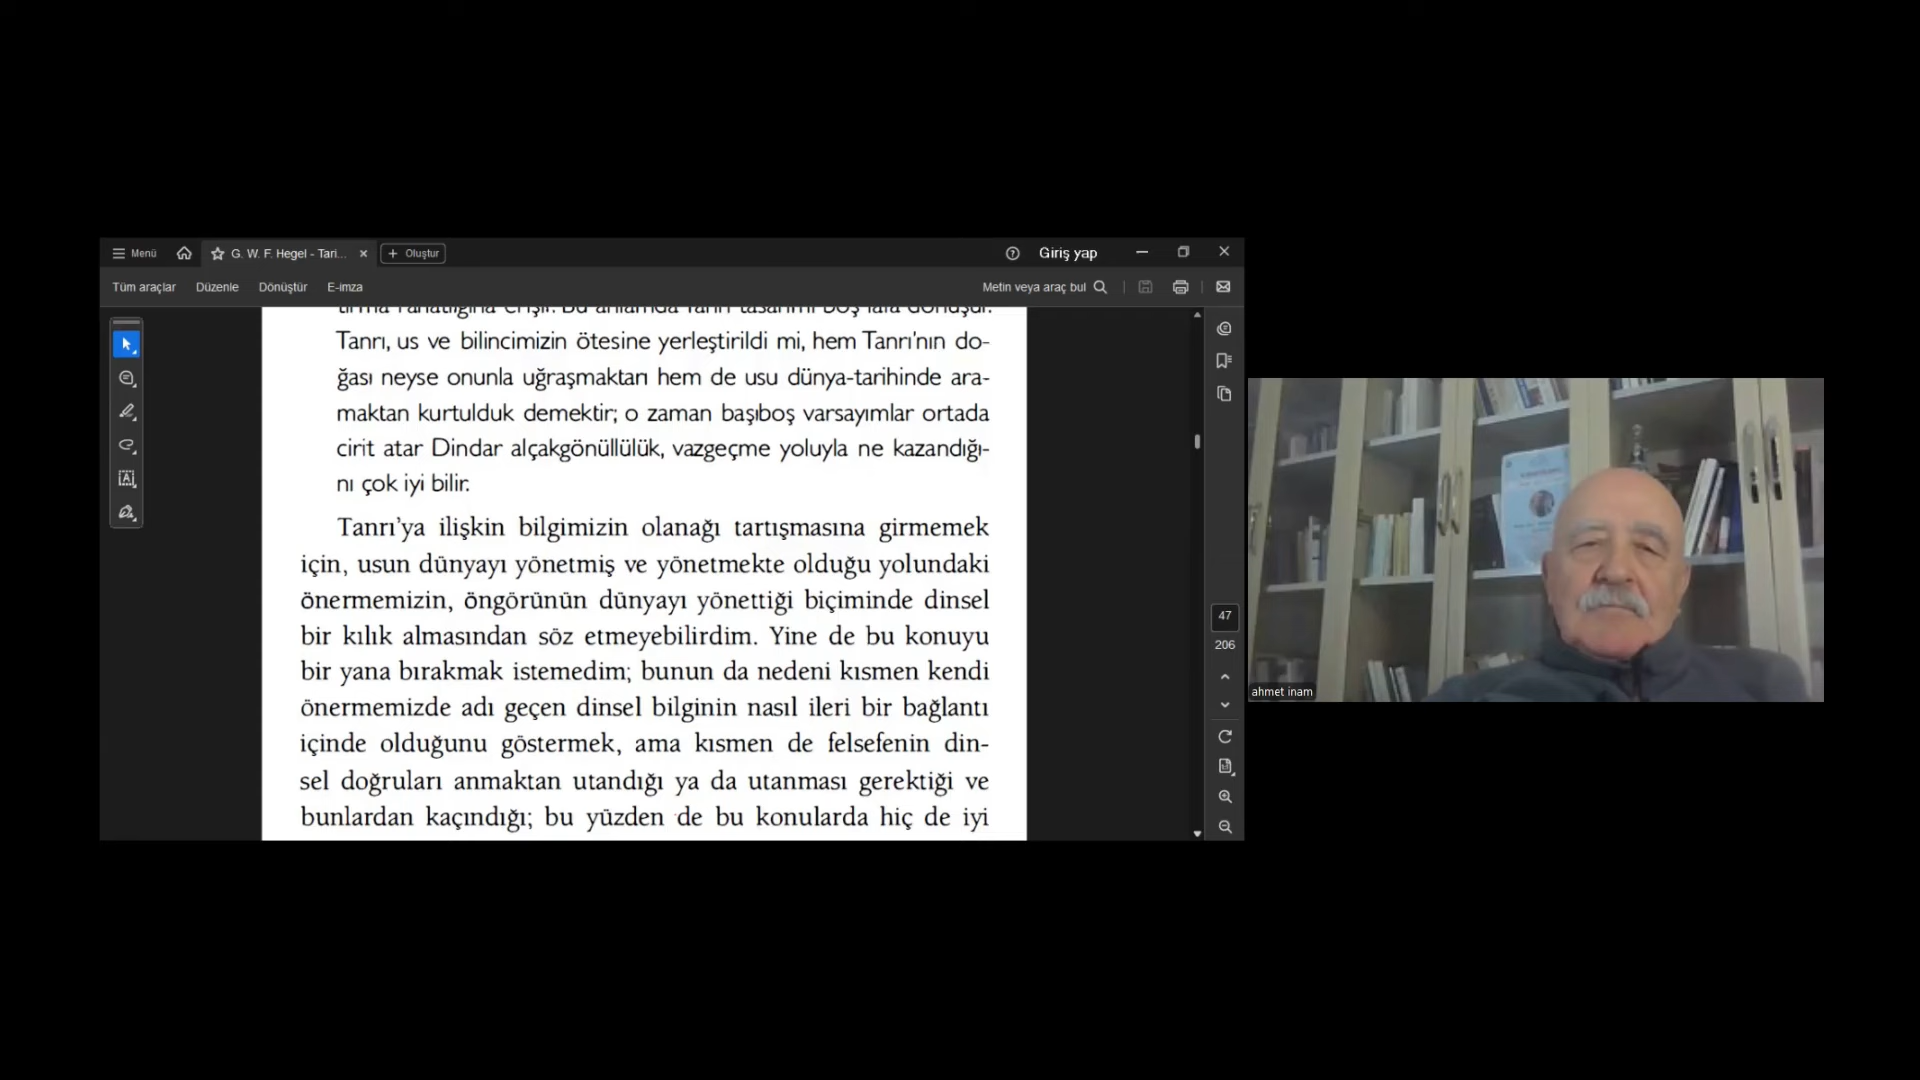 Menü
G. W. F. Hegel - Tari...
Oluştur
Giriş yap
Tüm araçlar
Düzenle
Dönüştür
E-imza
Metin veya araç bul
Tanrı, us ve bilincimizin ötesine yerleştirildi mi, hem Tanrı'nın do-
ğası neyse onunla uğraşmaktan hem de usu dünya-tarihinde ara-
maktan kurtulduk demektir; o zaman başıboş varsayımlar ortada
cirit atar Dindar alçakgönüllülük, vazgeçme yoluyla ne kazandığı-
nı çok iyi bilir.
Tanrı'ya ilişkin bilgimizin olanağı tartışmasına girmemek
için, usun dünyayı yönetmiş ve yönetmekte olduğu yolundaki
önermemizin, öngörünün dünyayı yönettiği biçiminde dinsel
bir kılık almasından söz etmeyebilirdim. Yine de bu konuyu
bir yana bırakmak istemedim; bunun da nedeni kısmen kendi
önermemizde adı geçen dinsel bilginin nasıl ileri bir bağlantı
içinde olduğunu göstermek, ama kısmen de felsefenin din-
sel doğruları anmaktan utandığı ya da utanması gerektiği ve
bunlardan kaçındığı; bu yüzden de bu konularda hiç de iyi
47
206
ahmet inam